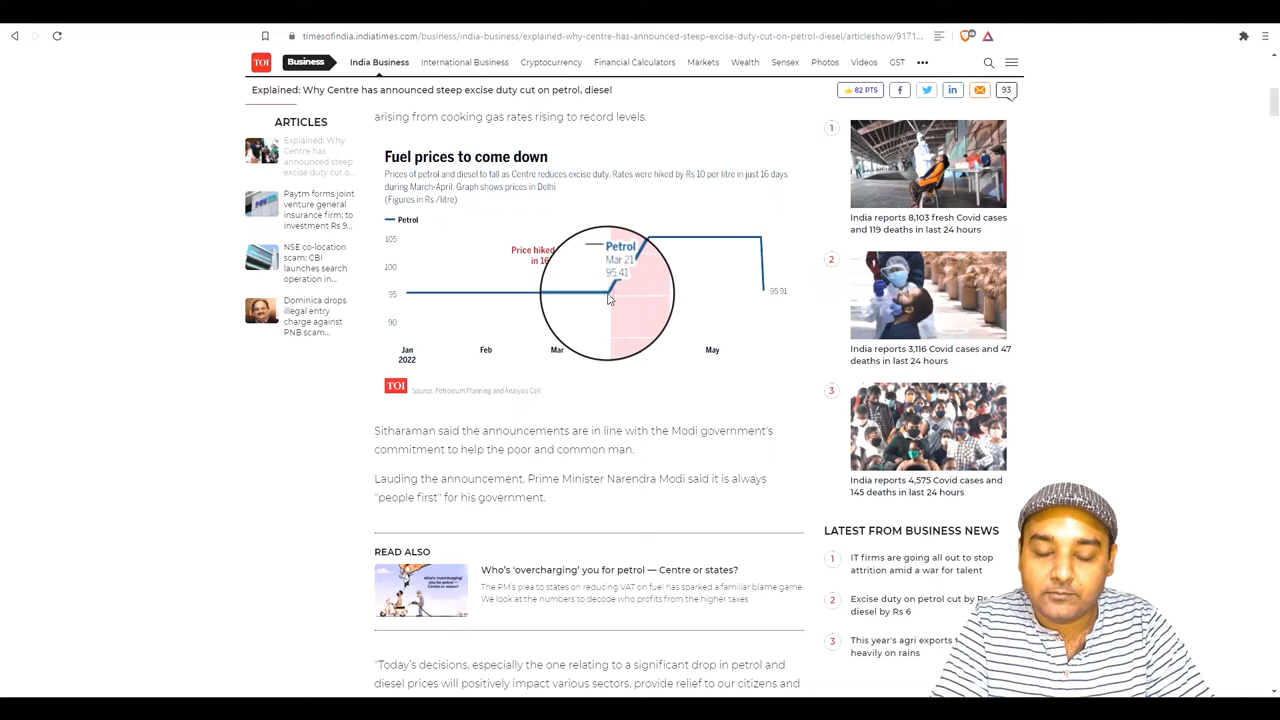 timesofindia.indiatimes.com/business/india-business/explained-why-centre-has-announced-steep-excise-duty-cut-on-petrol-diesel/articleshow/9171...
TOI
Business
India Business
International Business
Cryptocurrency
Financial Calculators
Markets
Wealth
Sensex
Photos
Videos
GST
Explained: Why Centre has announced steep excise duty cut on petrol, diesel
82 PTS
93
ARTICLES
Explained: Why
Centre has
announced steep
excise duty cut o...
Paytm forms joint
venture general
insurance firm; to
investment Rs 9...
NSE co-location
scam: CBI
launches search
operation in...
Dominica drops
illegal entry
charge against
PNB scam...
arising from cooking gas rates rising to record levels.
Fuel prices to come down
Prices of petrol and diesel to fall as Centre reduces excise duty. Rates were hiked by Rs 10 per litre in just 16 days
during March-April. Graph shows prices in Delhi
(Figures in Rs /litre)
Petrol
105
100
95
90
Price hiked
in 16
Petrol
Mar 21
95.41
95.91
Jan
2022
Feb
Mar
May
TOI
Source: Petroleum Planning and Analysis Cell
Sitharaman said the announcements are in line with the Modi government's
commitment to help the poor and common man.
Lauding the announcement, Prime Minister Narendra Modi said it is always
"people first" for his government.
READ ALSO
Who's 'overcharging' you for petrol — Centre or states?
The PM's plea to states on reducing VAT on fuel has sparked a familiar blame game.
We look at the numbers to decode who profits from the higher taxes
"Today's decisions, especially the one relating to a significant drop in petrol and
diesel prices will positively impact various sectors, provide relief to our citizens and
1
India reports 8,103 fresh Covid cases
and 119 deaths in last 24 hours
2
India reports 3,116 Covid cases and 47
deaths in last 24 hours
3
India reports 4,575 Covid cases and
145 deaths in last 24 hours
LATEST FROM BUSINESS NEWS
1
IT firms are going all out to stop
attrition amid a war for talent
2
Excise duty on petrol cut by Rs
diesel by Rs 6
3
This year's agri exports
heavily on rains